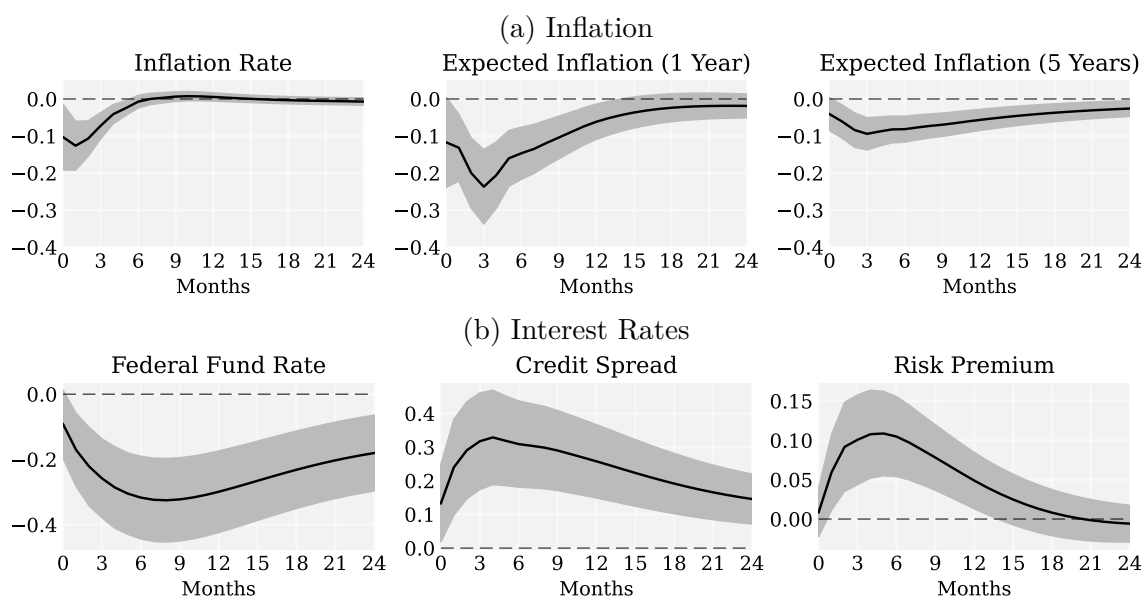 (a) Inflation
Inflation Rate
Expected Inflation (1 Year)
Expected Inflation (5 Years)
0.0
−0.1
−0.2
−0.3
−0.4
0 3 6 9 12 15 18 21 24
Months
0.0
−0.1
−0.2
−0.3
−0.4
0 3 6 9 12 15 18 21 24
Months
0.0
−0.1
−0.2
−0.3
−0.4
0 3 6 9 12 15 18 21 24
Months
(b) Interest Rates
Federal Fund Rate
Credit Spread
Risk Premium
0.0
−0.2
−0.4
0 3 6 9 12 15 18 21 24
Months
0.4
0.3
0.2
0.1
0.0
0 3 6 9 12 15 18 21 24
Months
0.15
0.10
0.05
0.00
0 3 6 9 12 15 18 21 24
Months